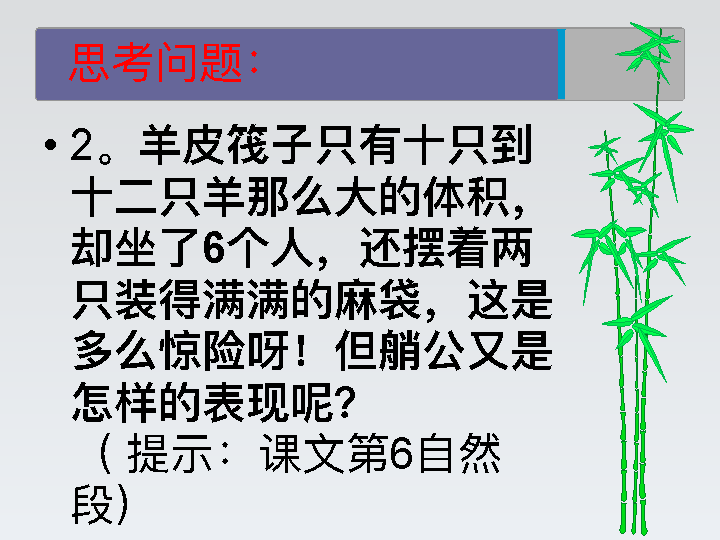 思考问题：
• 2。羊皮筏子只有十只到
十二只羊那么大的体积，
却坐了6个人，还摆着两
只装得满满的麻袋，这是
多么惊险呀！但艄公又是
怎样的表现呢？
（ 提示：课文第6自然
段）